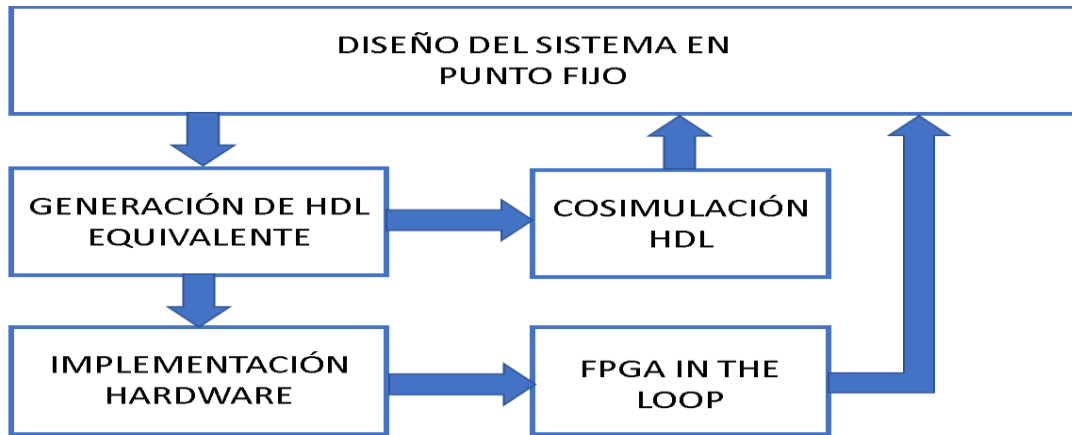 DISEÑO DEL SISTEMA EN
PUNTO FIJO
GENERACIÓN DE HDL
EQUIVALENTE
COSIMULACIÓN
HDL
IMPLEMENTACIÓN
HARDWARE
FPGA IN THE
LOOP